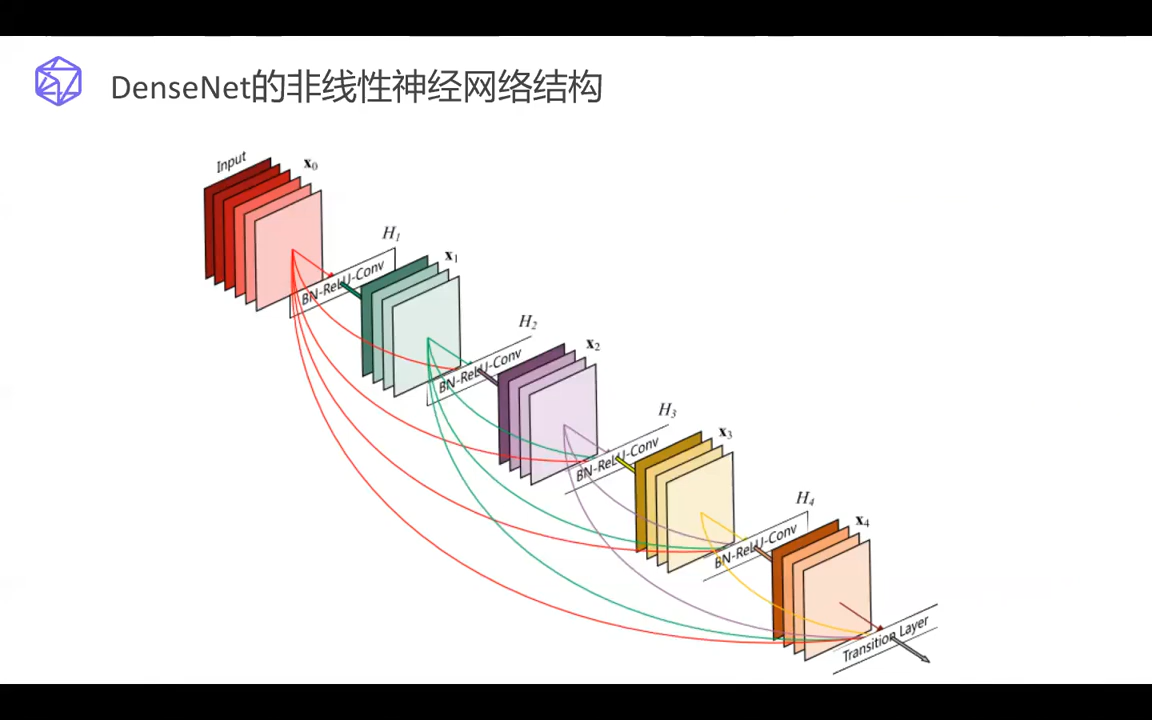 DenseNet的非线性神经网络结构
Input
x0
H1
BN-ReLU-Conv
x1
H2
BN-ReLU-Conv
x2
H3
BN-ReLU-Conv
x3
H4
BN-ReLU-Conv
x4
Transition Layer